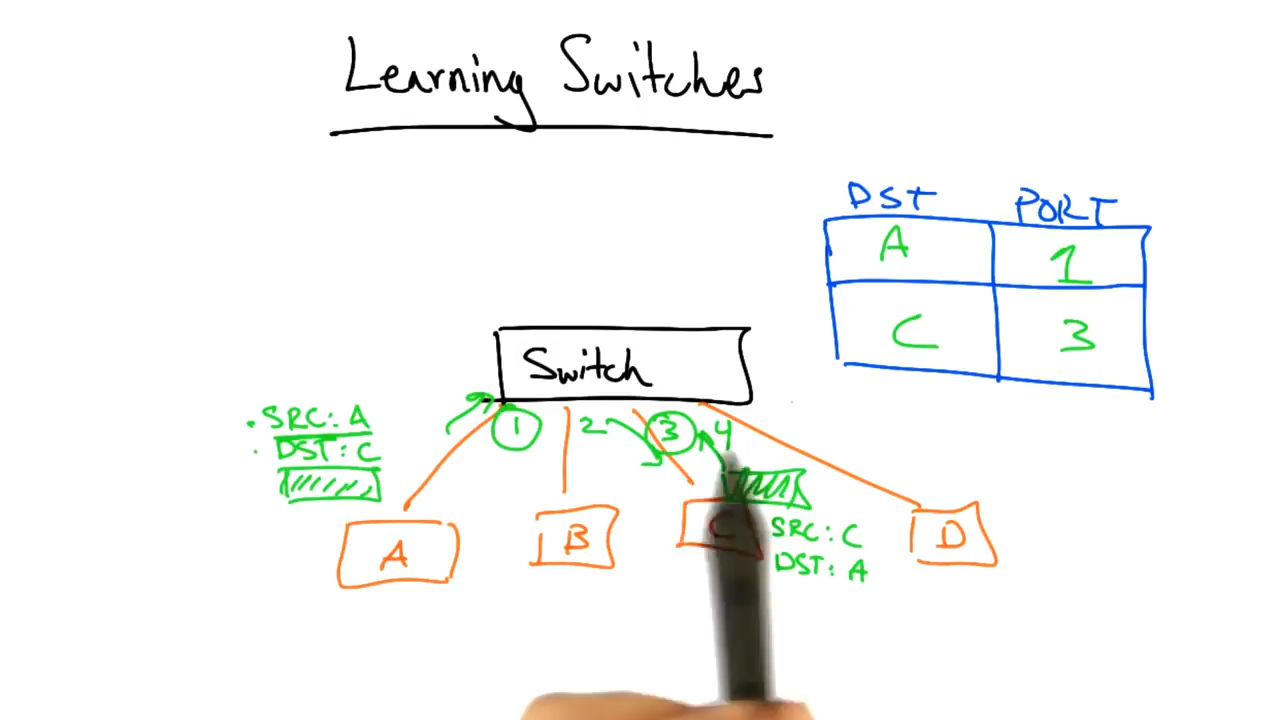 Learning Switches
DST PORT
A 1
C 3
Switch
SRC: A
DST: C
1 2 3 4
A B C D
SRC: C
DST: A